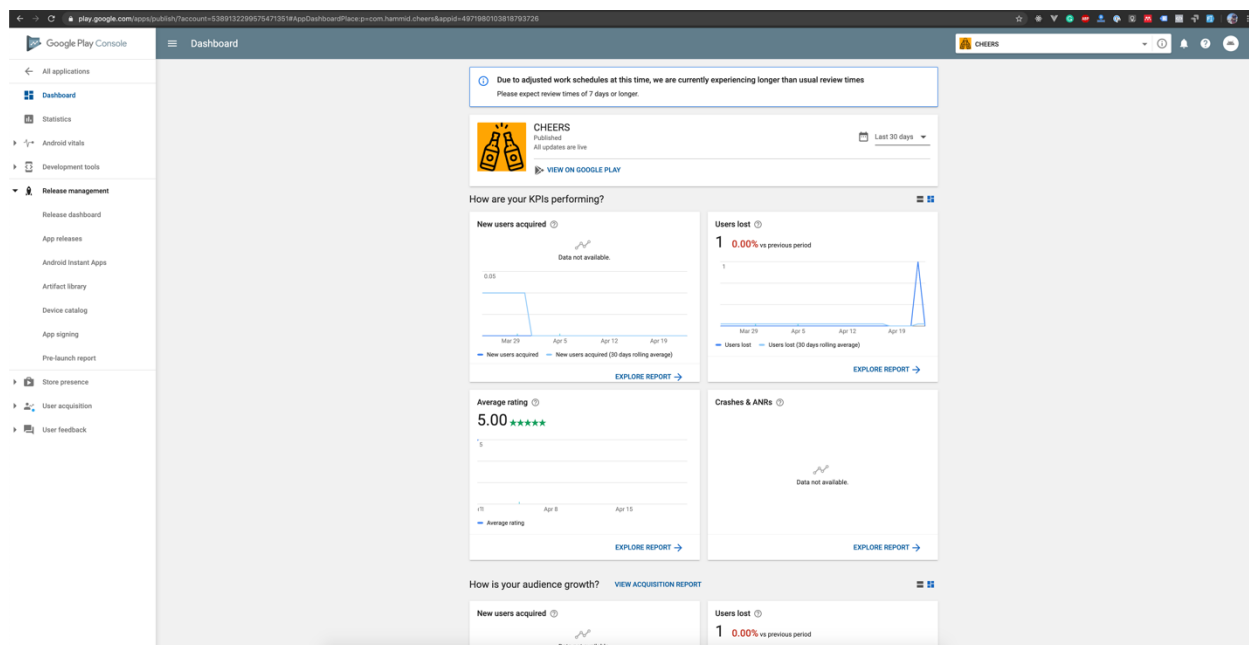 play.google.com/apps/publish/?account=5389132299575471351#AppDashboardPlace:p=com.hammid.cheers&appid=4971980103818793726
Google Play Console
Dashboard
CHEERS
All applications
Dashboard
Statistics
Android vitals
Development tools
Release management
Release dashboard
App releases
Android Instant Apps
Artifact library
Device catalog
App signing
Pre-launch report
Store presence
User acquisition
User feedback
Due to adjusted work schedules at this time, we are currently experiencing longer than usual review times
Please expect review times of 7 days or longer.
CHEERS
Published
All updates are live
Last 30 days
VIEW ON GOOGLE PLAY
How are your KPIs performing?
New users acquired
Data not available.
0.05
Mar 29 Apr 5 Apr 12 Apr 19
New users acquired New users acquired (30 days rolling average)
EXPLORE REPORT
Users lost
1 0.00% vs previous period
1
Mar 29 Apr 5 Apr 12 Apr 19
Users lost Users lost (30 days rolling average)
EXPLORE REPORT
Average rating
5.00
5
Apr 8 Apr 15
Average rating
EXPLORE REPORT
Crashes & ANRs
Data not available.
EXPLORE REPORT
How is your audience growth? VIEW ACQUISITION REPORT
New users acquired
Users lost
1 0.00% vs previous period